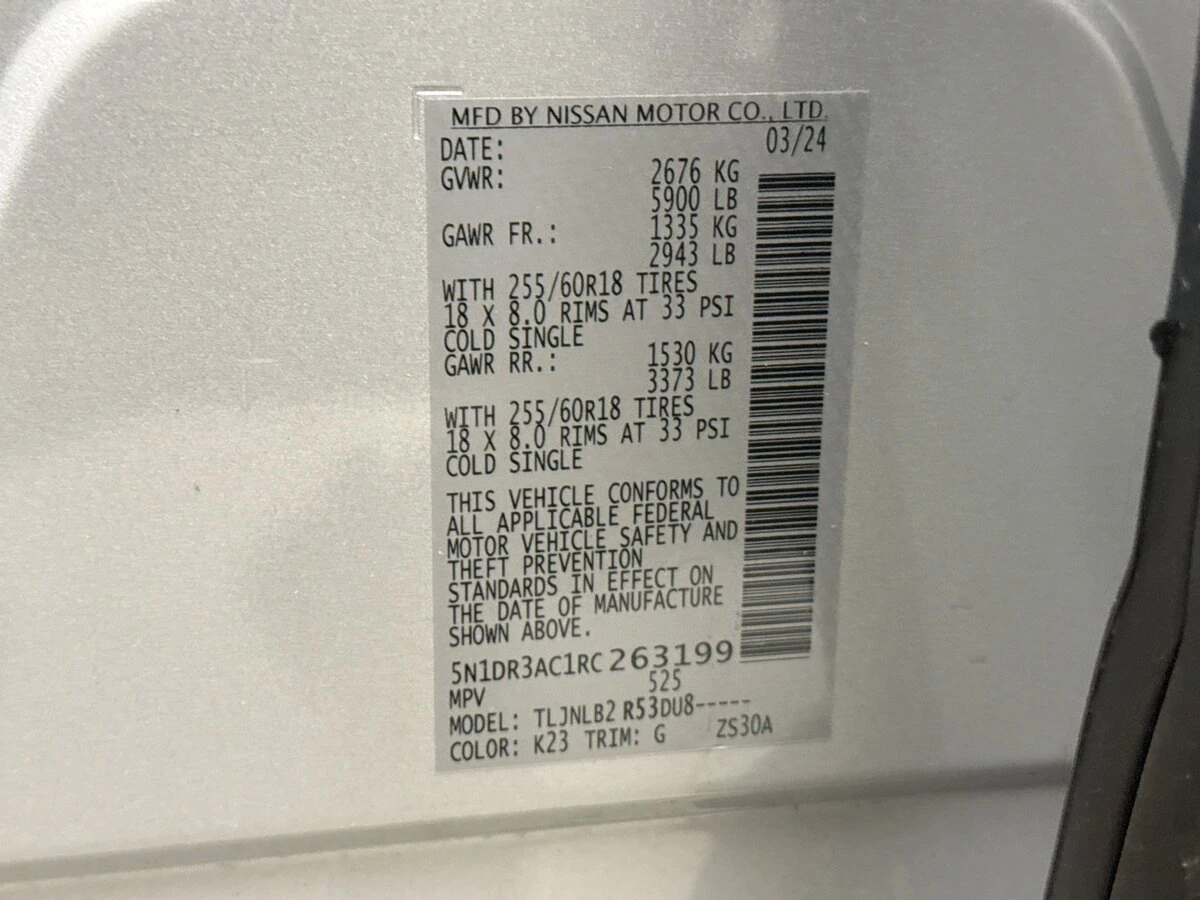 MFD BY NISSAN MOTOR CO., LTD.
DATE: 03/24
GVWR: 2676 KG
5900 LB
GAWR FR.: 1335 KG
2943 LB
WITH 255/60R18 TIRES
18 X 8.0 RIMS AT 33 PSI
COLD SINGLE
GAWR RR.: 1530 KG
3373 LB
WITH 255/60R18 TIRES
18 X 8.0 RIMS AT 33 PSI
COLD SINGLE
THIS VEHICLE CONFORMS TO
ALL APPLICABLE FEDERAL
MOTOR VEHICLE SAFETY AND
THEFT PREVENTION
STANDARDS IN EFFECT ON
THE DATE OF MANUFACTURE
SHOWN ABOVE.
5N1DR3AC1RC263199
MPV 525
MODEL: TLJNLB2 R53DU8-----
COLOR: K23 TRIM: G ZS30A